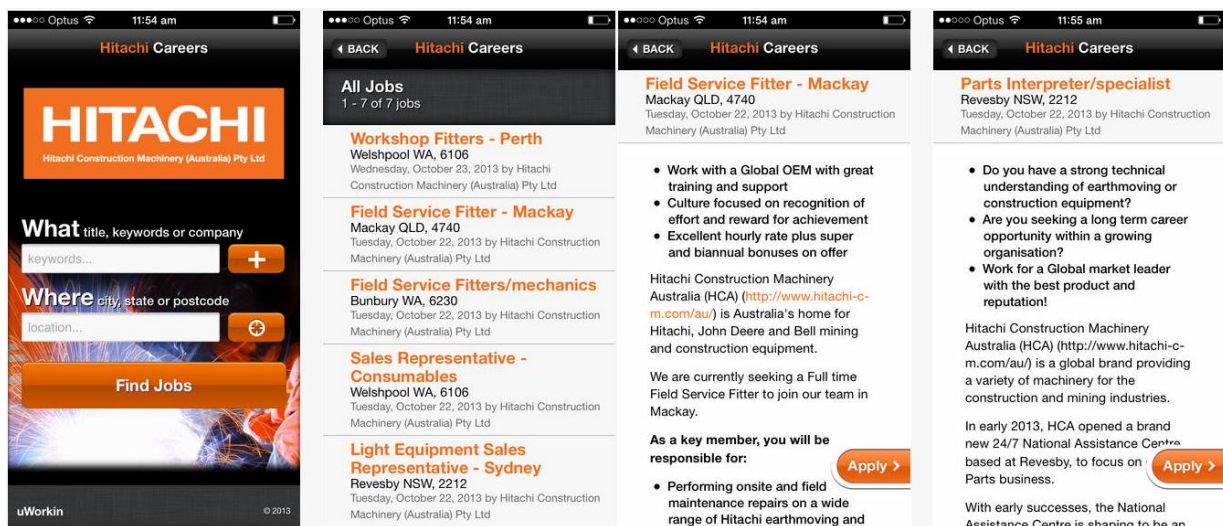 Optus 11:54 am
Hitachi Careers
HITACHI
Hitachi Construction Machinery (Australia) Pty Ltd
What title, keywords or company
keywords...
Where city, state or postcode
location...
Find Jobs
uWorkin © 2013
Optus 11:54 am
BACK Hitachi Careers
All Jobs
1 - 7 of 7 jobs
Workshop Fitters - Perth
Welshpool WA, 6106
Wednesday, October 23, 2013 by Hitachi
Construction Machinery (Australia) Pty Ltd
Field Service Fitter - Mackay
Mackay QLD, 4740
Tuesday, October 22, 2013 by Hitachi Construction
Machinery (Australia) Pty Ltd
Field Service Fitters/mechanics
Bunbury WA, 6230
Tuesday, October 22, 2013 by Hitachi Construction
Machinery (Australia) Pty Ltd
Sales Representative -
Consumables
Welshpool WA, 6106
Tuesday, October 22, 2013 by Hitachi Construction
Machinery (Australia) Pty Ltd
Light Equipment Sales
Representative - Sydney
Revesby NSW, 2212
Tuesday, October 22, 2013 by Hitachi Construction
Machinery (Australia) Pty Ltd
Optus 11:54 am
BACK Hitachi Careers
Field Service Fitter - Mackay
Mackay QLD, 4740
Tuesday, October 22, 2013 by Hitachi Construction
Machinery (Australia) Pty Ltd
• Work with a Global OEM with great
training and support
• Culture focused on recognition of
effort and reward for achievement
• Excellent hourly rate plus super
and biannual bonuses on offer
Hitachi Construction Machinery
Australia (HCA) (http://www.hitachi-c-
m.com/au/) is Australia's home for
Hitachi, John Deere and Bell mining
and construction equipment.
We are currently seeking a Full time
Field Service Fitter to join our team in
Mackay.
As a key member, you will be
responsible for:
Apply >
• Performing onsite and field
maintenance repairs on a wide
range of Hitachi earthmoving and
Optus 11:55 am
BACK Hitachi Careers
Parts Interpreter/specialist
Revesby NSW, 2212
Tuesday, October 22, 2013 by Hitachi Construction
Machinery (Australia) Pty Ltd
• Do you have a strong technical
understanding of earthmoving or
construction equipment?
• Are you seeking a long term career
opportunity within a growing
organisation?
• Work for a Global market leader
with the best product and
reputation!
Hitachi Construction Machinery
Australia (HCA) (http://www.hitachi-c-
m.com/au/) is a global brand providing
a variety of machinery for the
construction and mining industries.
In early 2013, HCA opened a brand
new 24/7 National Assistance Centre
based at Revesby, to focus on
Parts business.
Apply >
With early successes, the National
Assistance Centre is shaping to be an